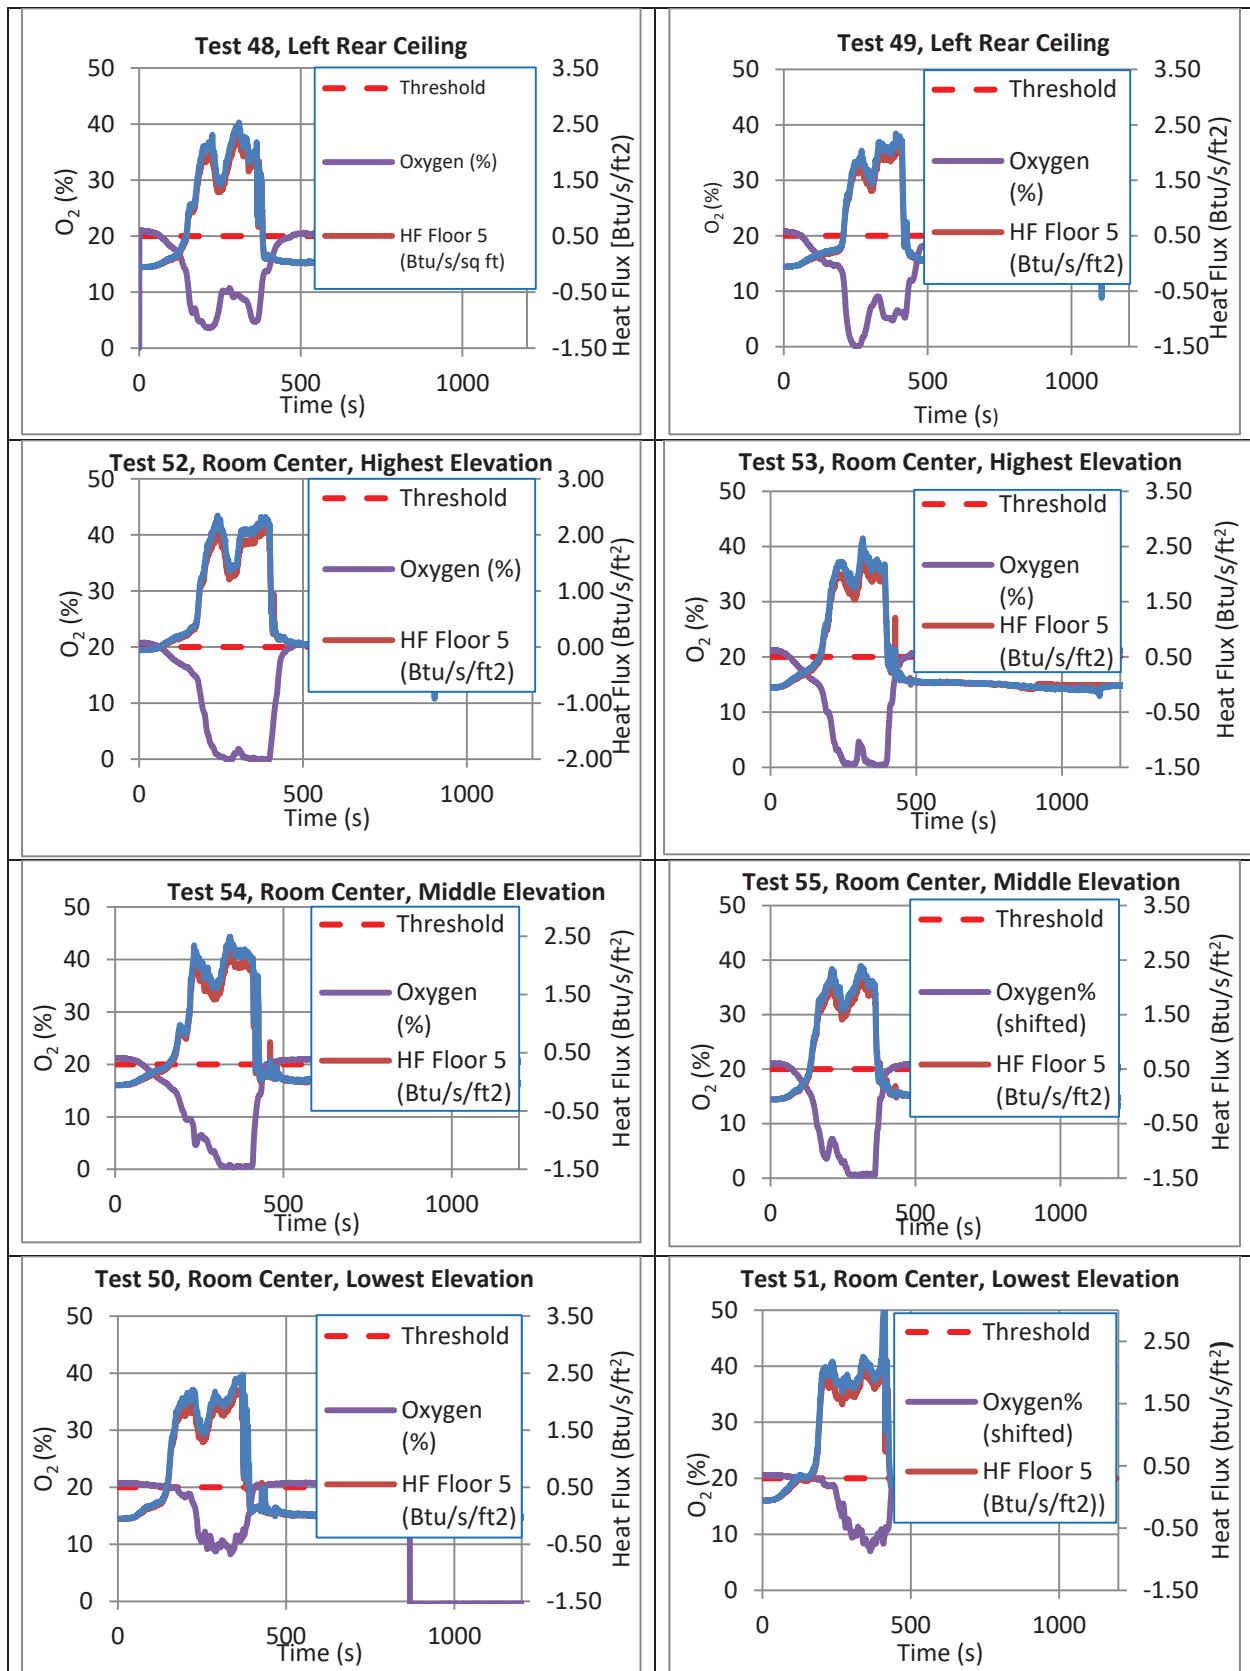 Test 48, Left Rear Ceiling
50
40
30
20
10
0
O2 (%)
3.50
2.50
1.50
0.50
-0.50
-1.50
Heat Flux [Btu/s/ft2)
Threshold
Oxygen (%)
HF Floor 5
(Btu/s/sq ft)
0
500
1000
Time (s)
Test 49, Left Rear Ceiling
50
40
30
20
10
0
O2 (%)
3.50
2.50
1.50
0.50
-0.50
-1.50
Heat Flux (Btu/s/ft2)
Threshold
Oxygen
(%)
HF Floor 5
(Btu/s/ft2)
0
500
1000
Time (s)
Test 52, Room Center, Highest Elevation
50
40
30
20
10
0
O2 (%)
3.00
2.00
1.00
0.00
-1.00
-2.00
Heat Flux (Btu/s/ft²)
Threshold
Oxygen (%)
HF Floor 5
(Btu/s/ft2)
0
500
1000
Time (s)
Test 53, Room Center, Highest Elevation
50
40
30
20
10
0
O2 (%)
3.50
2.50
1.50
0.50
-0.50
-1.50
Heat Flux (Btu/s/ft²)
Threshold
Oxygen
(%)
HF Floor 5
(Btu/s/ft2)
0
500
1000
Time (s)
Test 54, Room Center, Middle Elevation
50
40
30
20
10
0
O2 (%)
2.50
1.50
0.50
-0.50
-1.50
Heat Flux (Btu/s/ft²)
Threshold
Oxygen
(%)
HF Floor 5
(Btu/s/ft2)
0
500
1000
Time (s)
Test 55, Room Center, Middle Elevation
50
40
30
20
10
0
O2 (%)
3.50
2.50
1.50
0.50
-0.50
-1.50
Heat Flux (Btu/s/ft²)
Threshold
Oxygen%
(shifted)
HF Floor 5
(Btu/s/ft2)
0
500
1000
Time (s)
Test 50, Room Center, Lowest Elevation
50
40
30
20
10
0
O2 (%)
3.50
2.50
1.50
0.50
-0.50
-1.50
Heat Flux (Btu/s/ft²)
Threshold
Oxygen
(%)
HF Floor 5
(Btu/s/ft2)
0
500
1000
Time (s)
Test 51, Room Center, Lowest Elevation
50
40
30
20
10
0
O2 (%)
2.50
1.50
0.50
-0.50
-1.50
Heat Flux (btu/s/ft²)
Threshold
Oxygen%
(shifted)
HF Floor 5
(Btu/s/ft2))
0
500
1000
Time (s)